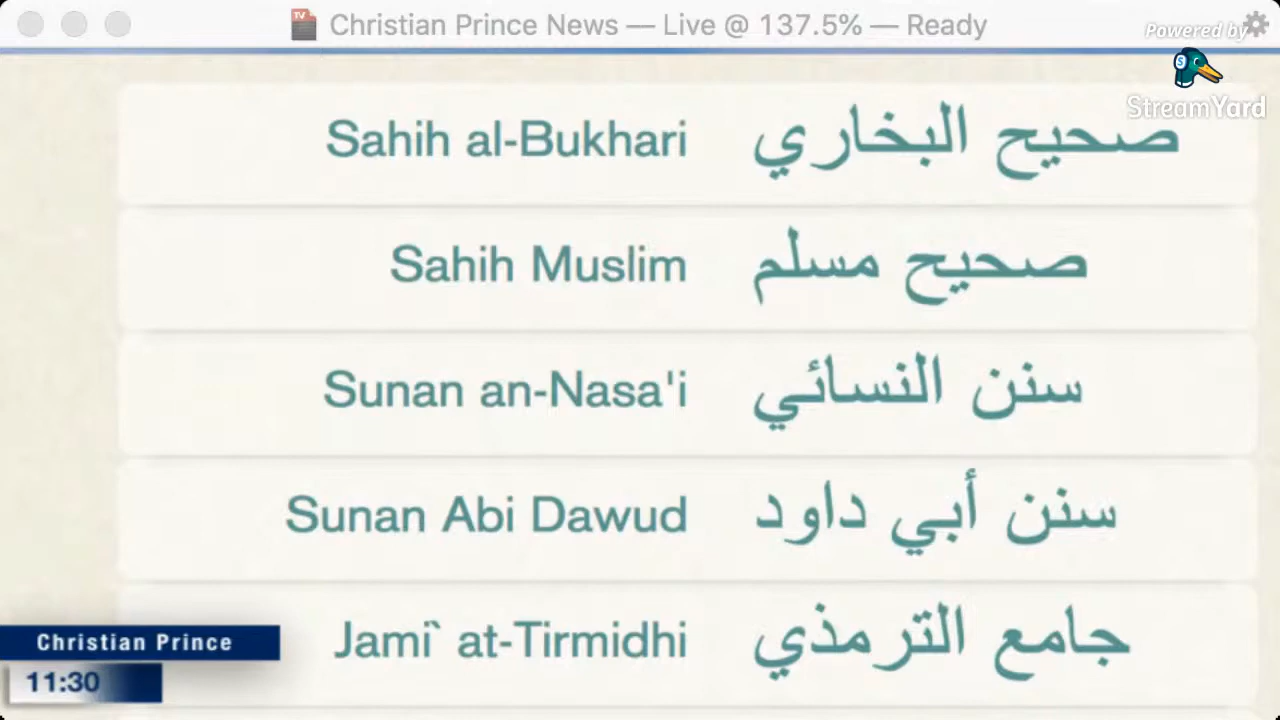 Christian Prince News — Live @ 137.5% — Ready
Powered by
StreamYard
Sahih al-Bukhari صحيح البخاري
Sahih Muslim صحيح مسلم
Sunan an-Nasa'i سنن النسائي
Sunan Abi Dawud سنن أبي داود
Jami` at-Tirmidhi جامع الترمذي
Christian Prince
11:30